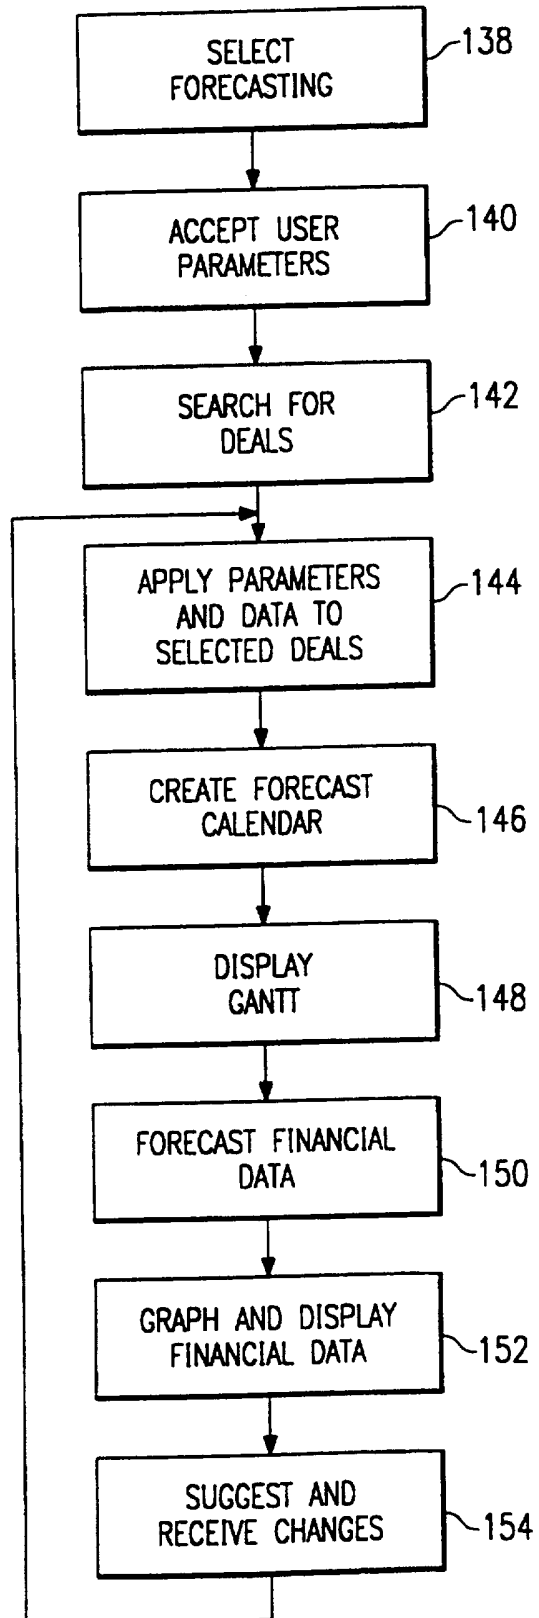 SELECT
FORECASTING
138
ACCEPT USER
PARAMETERS
140
SEARCH FOR
DEALS
142
APPLY PARAMETERS
AND DATA TO
SELECTED DEALS
144
CREATE FORECAST
CALENDAR
146
DISPLAY
GANTT
148
FORECAST FINANCIAL
DATA
150
GRAPH AND DISPLAY
FINANCIAL DATA
152
SUGGEST AND
RECEIVE CHANGES
154